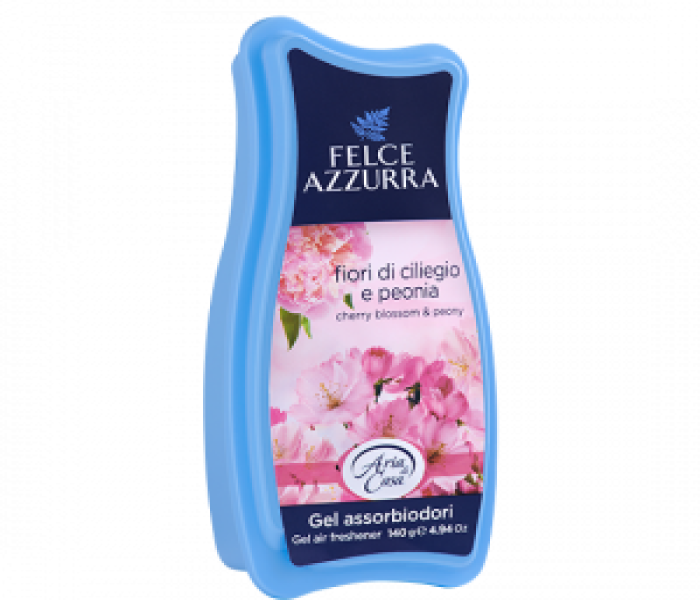 FELCE
AZZURRA
fiori di ciliegio
e peonia
cherry blossom & peony
Aria di
Casa
Gel assorbiodori
Gel air freshener 140 g ℮ 4.94 Oz